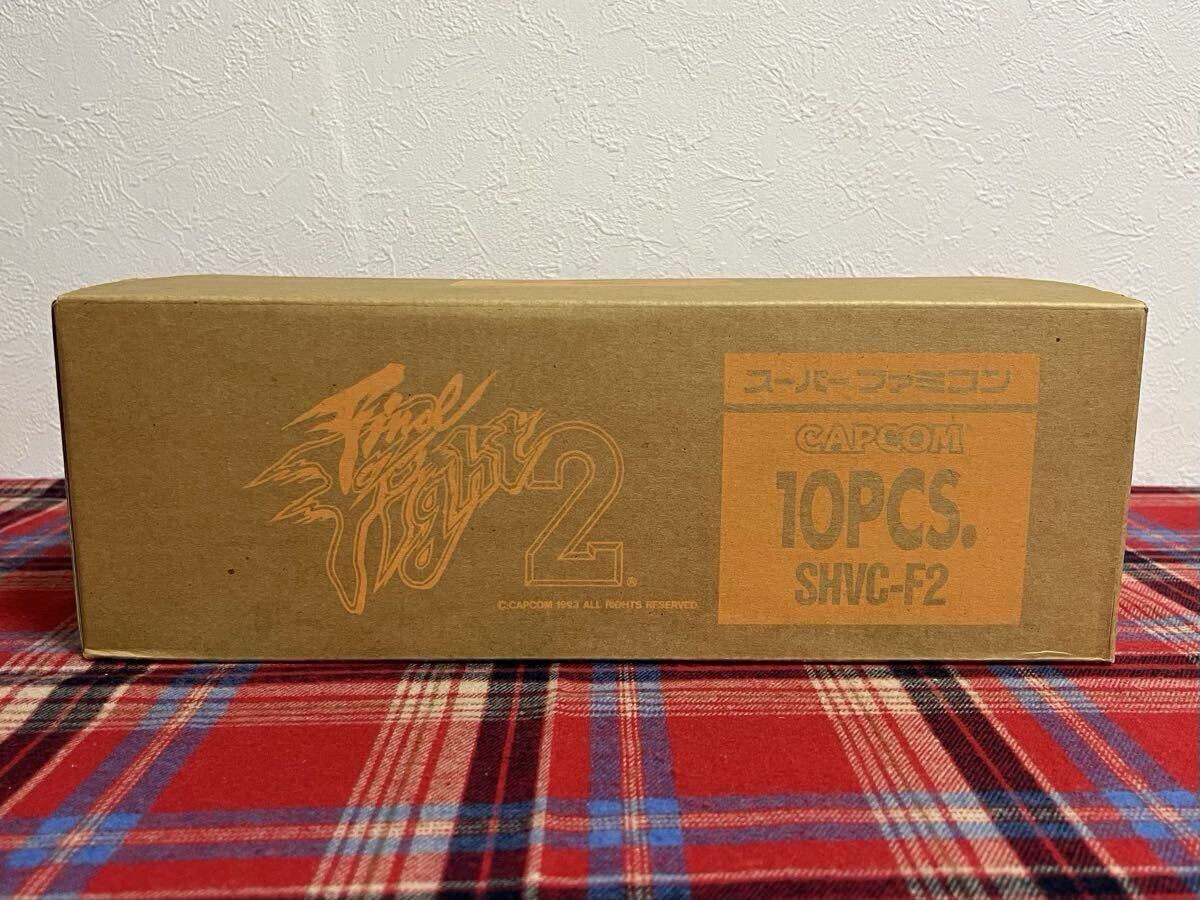 Final
Fight 2®
©CAPCOM 1993 ALL RIGHTS RESERVED
スーパーファミコン
CAPCOM
10PCS.
SHVC-F2